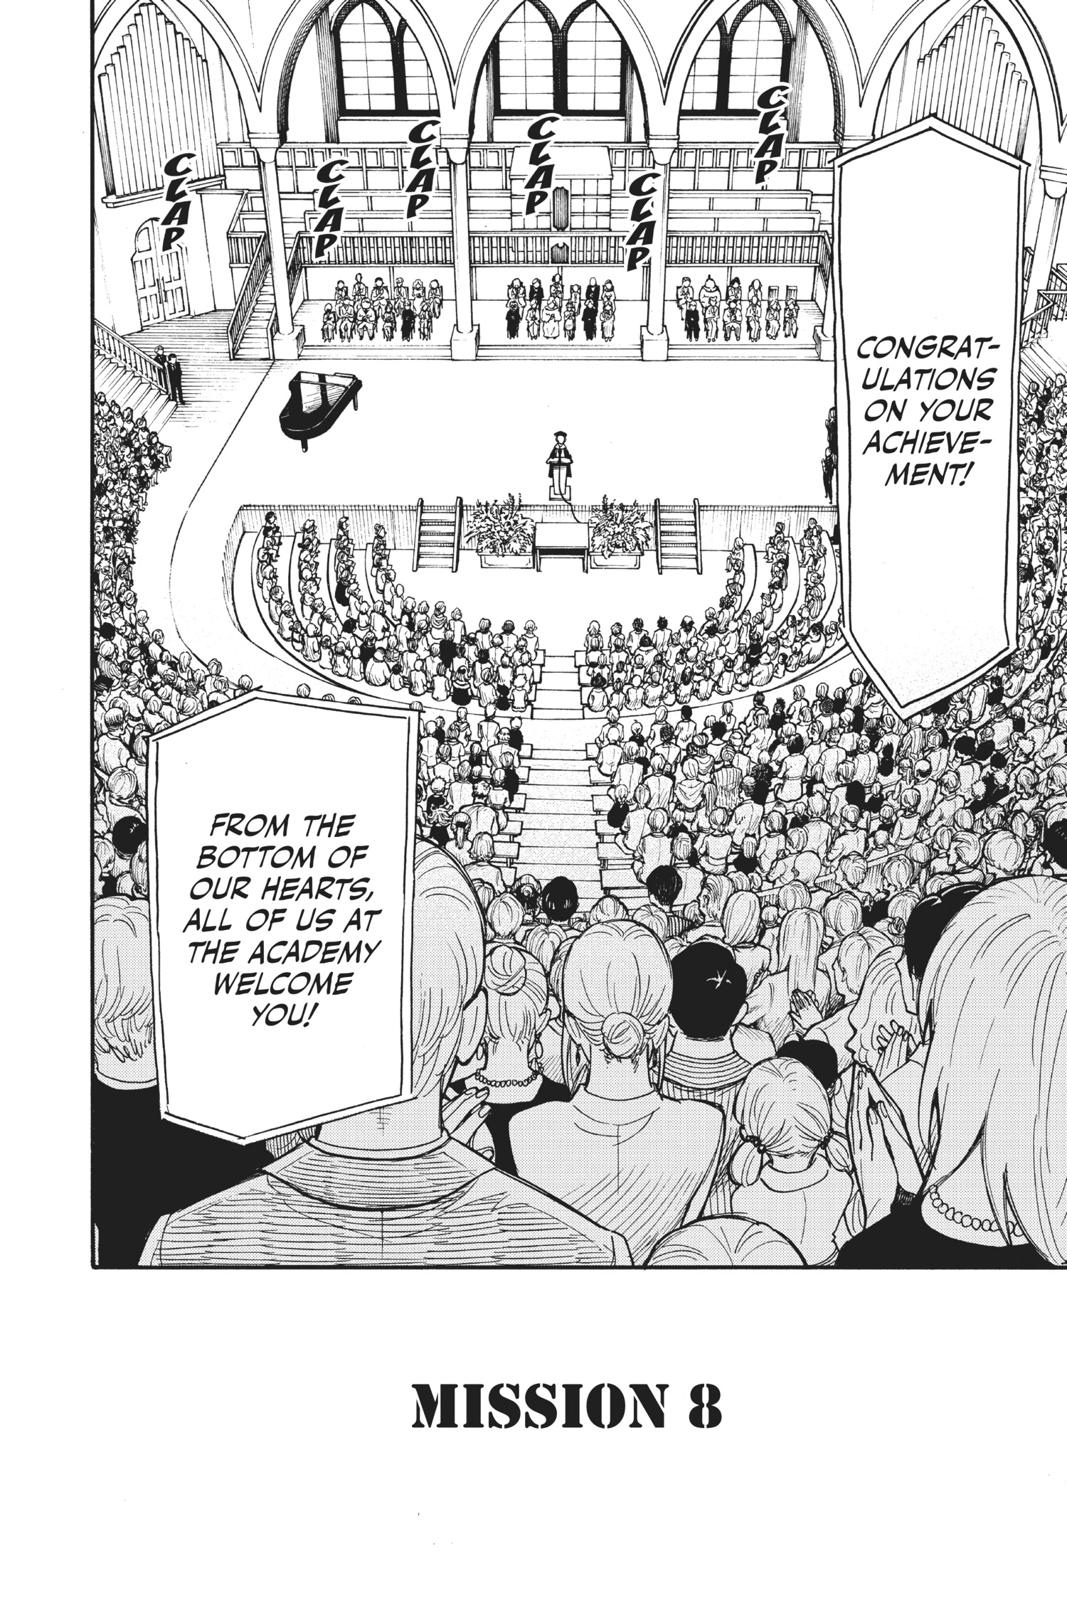 CLAP
CLAP
CLAP
CLAP
CLAP
CLAP
CONGRAT-
ULATIONS
ON YOUR
ACHIEVE-
MENT!
FROM THE
BOTTOM OF
OUR HEARTS,
ALL OF US AT
THE ACADEMY
WELCOME
YOU!
MISSION 8